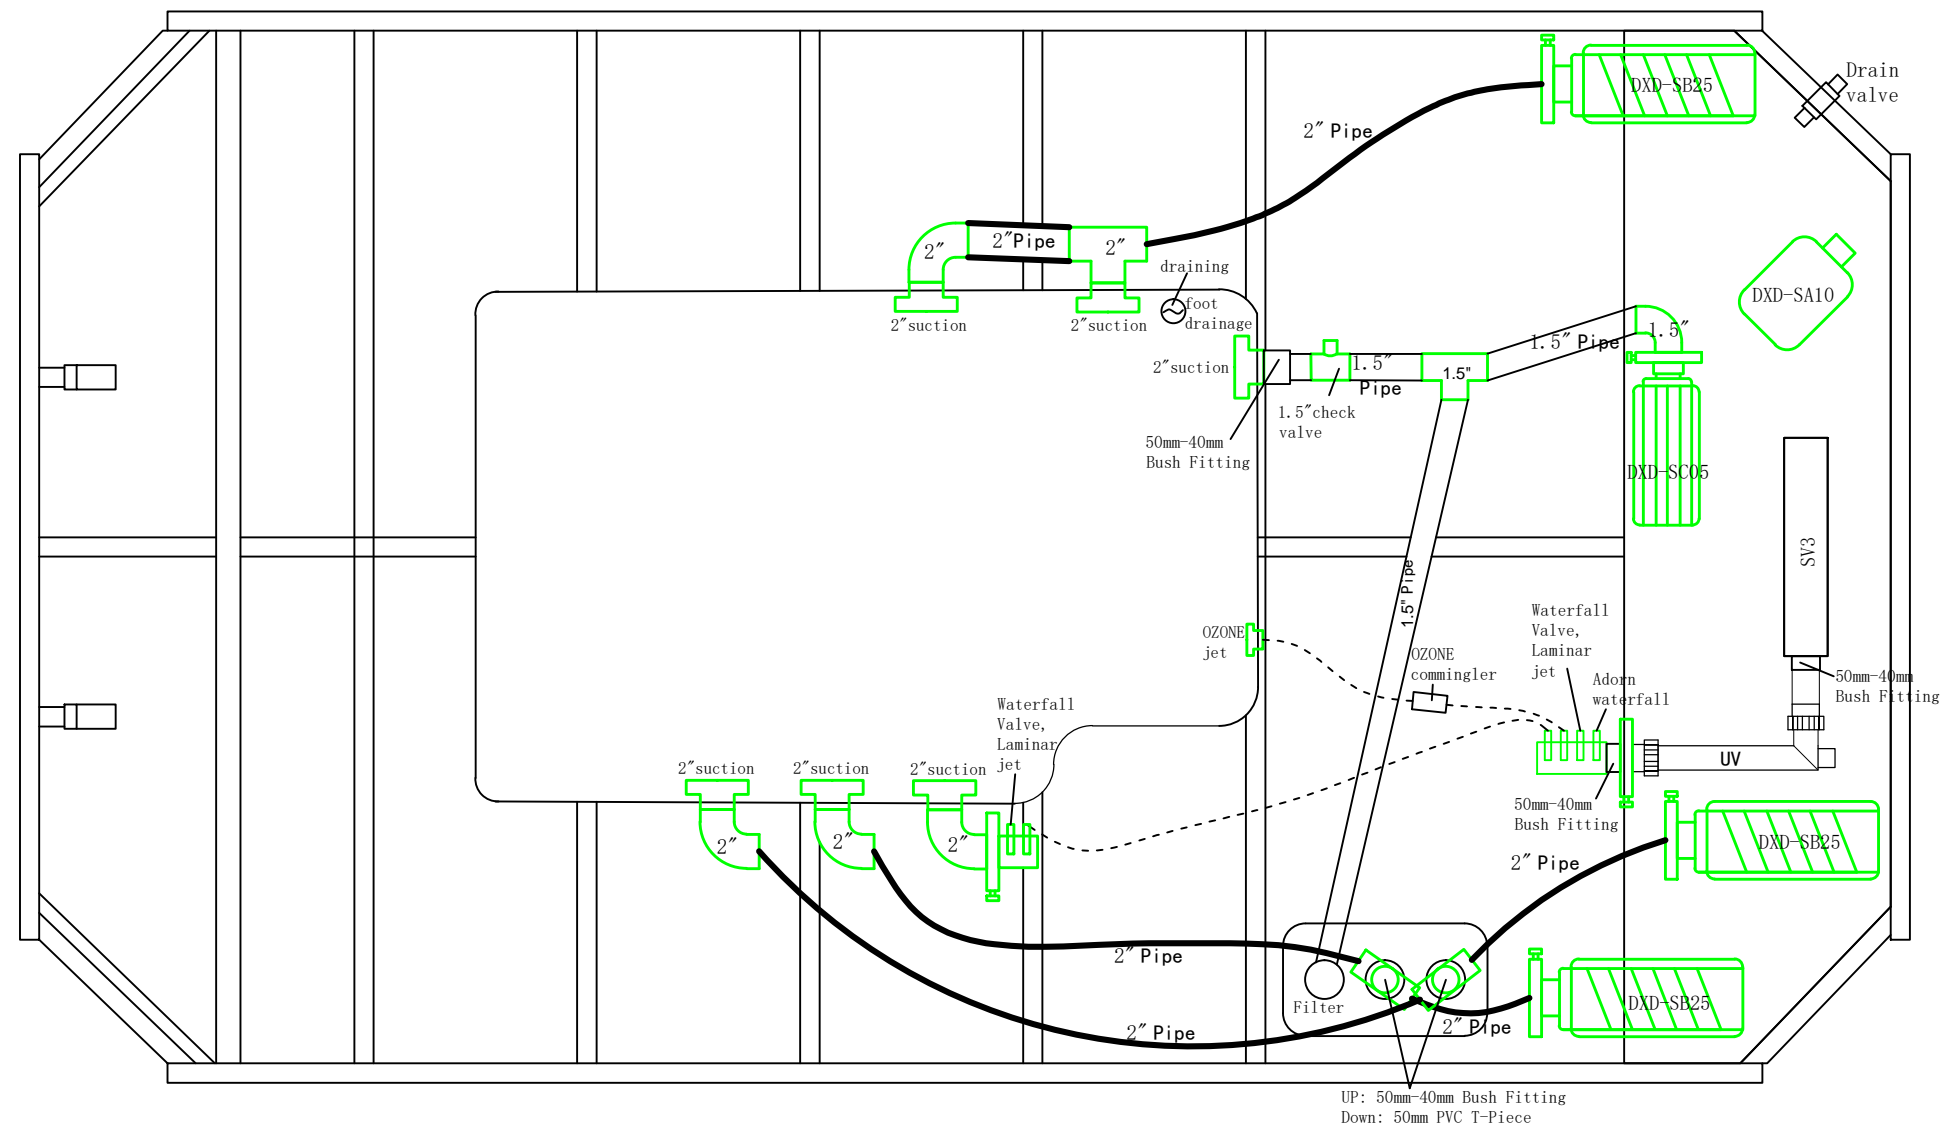 DXD-SB25
Drain
valve
2″ Pipe
2″
2″Pipe
2″
draining
foot
drainage
2″suction
2″suction
DXD-SA10
2″suction
1.5″
Pipe
1.5"
1.5″ Pipe
1.5″
1.5″check
valve
50mm-40mm
Bush Fitting
DXD-SC05
SV3
1.5" Pipe
OZONE
jet
OZONE
commingler
Waterfall
Valve,
Laminar
jet
Adorn
waterfall
50mm-40mm
Bush Fitting
Waterfall
Valve,
Laminar
jet
UV
2″suction
2″suction
2″suction
50mm-40mm
Bush Fitting
2″
2″
2″
2″ Pipe
DXD-SB25
2″ Pipe
Filter
2″ Pipe
2″ Pipe
DXD-SB25
UP: 50mm-40mm Bush Fitting
Down: 50mm PVC T-Piece